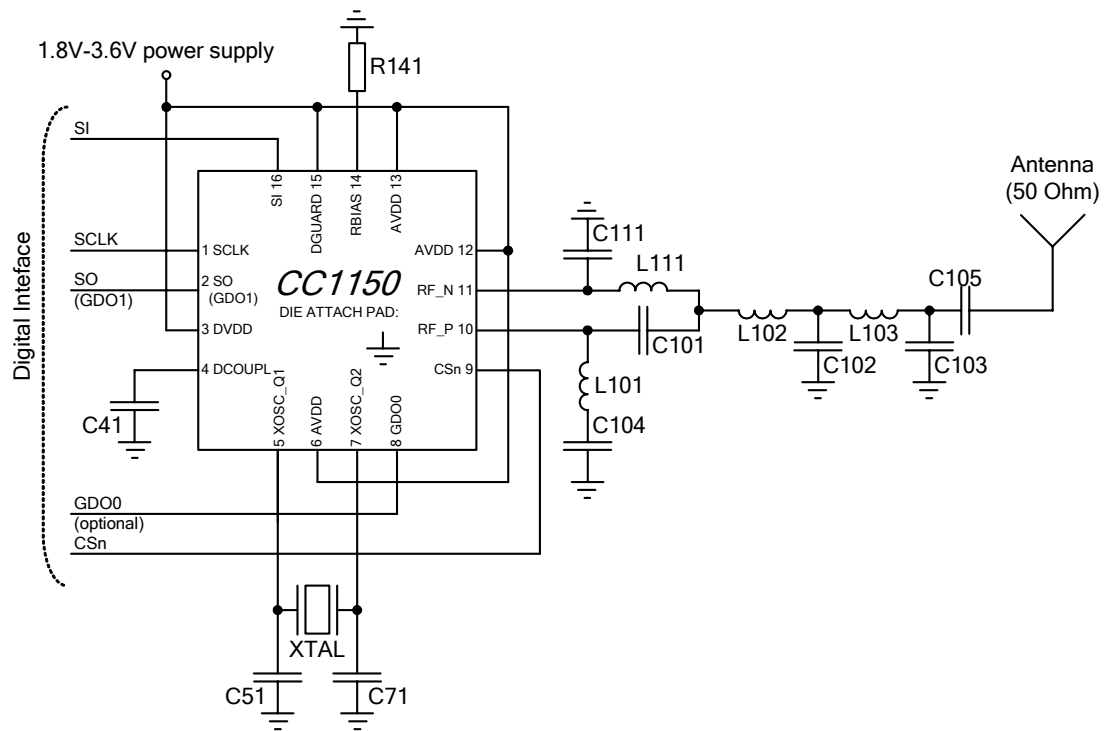 1.8V-3.6V power supply
R141
SI
SI 16
DGUARD 15
RBIAS 14
AVDD 13
Antenna
(50 Ohm)
Digital Inteface
SCLK
1 SCLK
AVDD 12
C111
L111
SO
(GDO1)
2 SO
(GDO1)
CC1150
DIE ATTACH PAD:
RF_N 11
C105
3 DVDD
RF_P 10
C101
L102
L103
C102
C103
4 DCOUPL
CSn 9
L101
C104
C41
5 XOSC_Q1
6 AVDD
7 XOSC_Q2
8 GDO0
GDO0
(optional)
CSn
XTAL
C51
C71